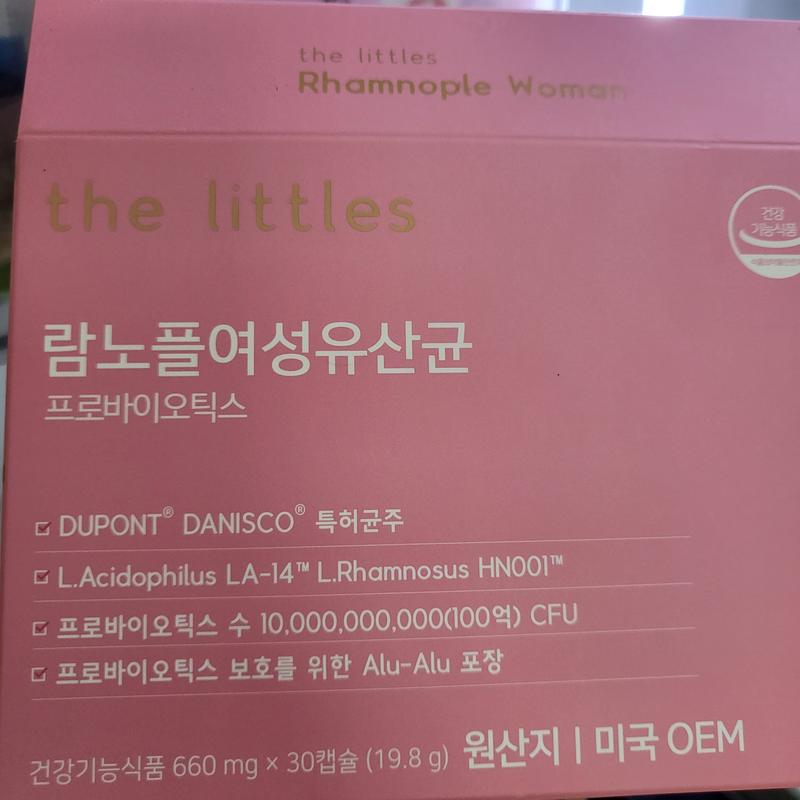 the littles
Rhamnople Woman
the littles
건강
기능식품
람노플여성유산균
프로바이오틱스
DUPONT® DANISCO® 특허균주
L.Acidophilus LA-14™ L.Rhamnosus HN001™
프로바이오틱스 수 10,000,000,000(100억) CFU
프로바이오틱스 보호를 위한 Alu-Alu 포장
건강기능식품 660 mg × 30캡슐 (19.8 g) 원산지 | 미국 OEM